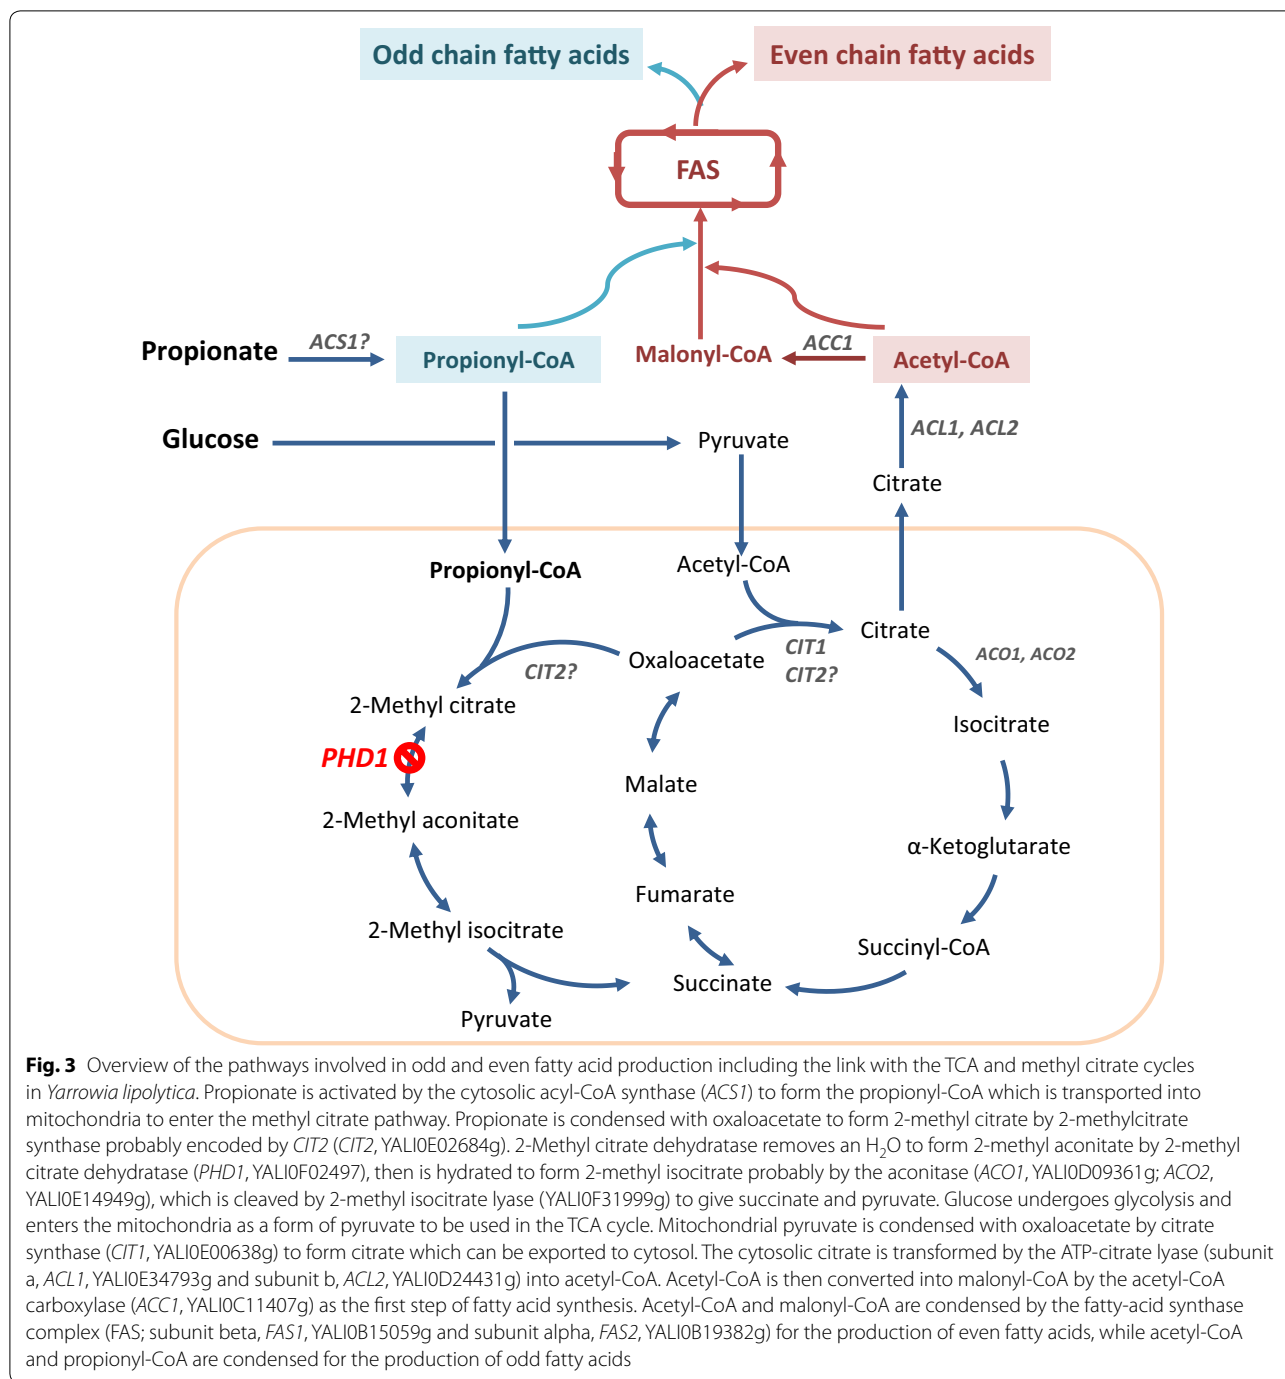 Odd chain fatty acids
Even chain fatty acids
FAS
Propionate
ACS1?
Propionyl-CoA
Malonyl-CoA
ACC1
Acetyl-CoA
Glucose
Pyruvate
ACL1, ACL2
Citrate
Propionyl-CoA
Acetyl-CoA
Citrate
CIT2?
Oxaloacetate
CIT1
CIT2?
ACO1, ACO2
2-Methyl citrate
Isocitrate
PHD1
Malate
2-Methyl aconitate
α-Ketoglutarate
Fumarate
2-Methyl isocitrate
Succinyl-CoA
Succinate
Pyruvate
Fig. 3 Overview of the pathways involved in odd and even fatty acid production including the link with the TCA and methyl citrate cycles
in Yarrowia lipolytica. Propionate is activated by the cytosolic acyl-CoA synthase (ACS1) to form the propionyl-CoA which is transported into
mitochondria to enter the methyl citrate pathway. Propionate is condensed with oxaloacetate to form 2-methyl citrate by 2-methylcitrate
synthase probably encoded by CIT2 (CIT2, YALI0E02684g). 2-Methyl citrate dehydratase removes an H2O to form 2-methyl aconitate by 2-methyl
citrate dehydratase (PHD1, YALI0F02497), then is hydrated to form 2-methyl isocitrate probably by the aconitase (ACO1, YALI0D09361g; ACO2,
YALI0E14949g), which is cleaved by 2-methyl isocitrate lyase (YALI0F31999g) to give succinate and pyruvate. Glucose undergoes glycolysis and
enters the mitochondria as a form of pyruvate to be used in the TCA cycle. Mitochondrial pyruvate is condensed with oxaloacetate by citrate
synthase (CIT1, YALI0E00638g) to form citrate which can be exported to cytosol. The cytosolic citrate is transformed by the ATP-citrate lyase (subunit
a, ACL1, YALI0E34793g and subunit b, ACL2, YALI0D24431g) into acetyl-CoA. Acetyl-CoA is then converted into malonyl-CoA by the acetyl-CoA
carboxylase (ACC1, YALI0C11407g) as the first step of fatty acid synthesis. Acetyl-CoA and malonyl-CoA are condensed by the fatty-acid synthase
complex (FAS; subunit beta, FAS1, YALI0B15059g and subunit alpha, FAS2, YALI0B19382g) for the production of even fatty acids, while acetyl-CoA
and propionyl-CoA are condensed for the production of odd fatty acids